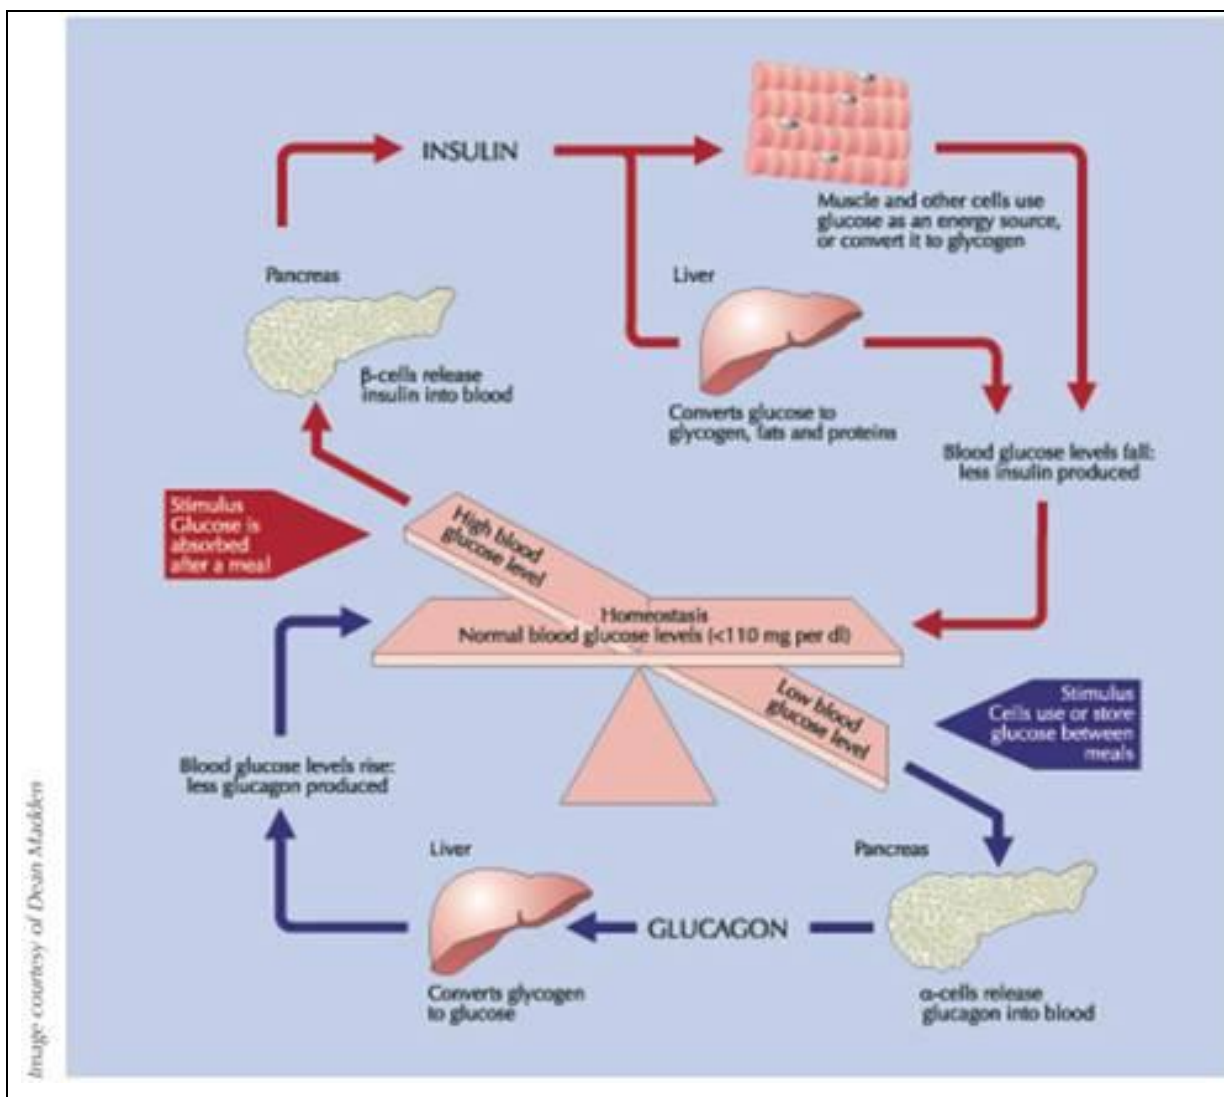 INSULIN
Muscle and other cells use
glucose as an energy source,
or convert it to glycogen
Pancreas
Liver
β-cells release
insulin into blood
Converts glucose to
glycogen, fats and proteins
Blood glucose levels fall:
less insulin produced
Stimulus
Glucose is
absorbed
after a meal
High blood
glucose level
Homeostasis
Normal blood glucose levels (<110 mg per dl)
Low blood
glucose level
Stimulus
Cells use or store
glucose between
meals
Blood glucose levels rise:
less glucagon produced
Liver
Pancreas
GLUCAGON
Converts glycogen
to glucose
α-cells release
glucagon into blood
Image courtesy of Dean Madden